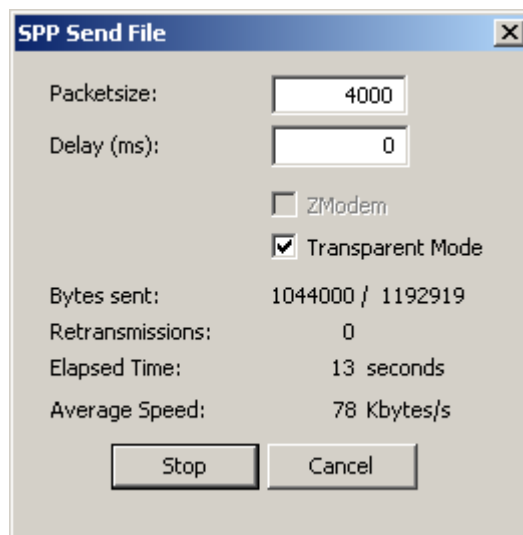 SPP Send File
Packetsize: 4000
Delay (ms): 0
ZModem
Transparent Mode
Bytes sent: 1044000 / 1192919
Retransmissions: 0
Elapsed Time: 13 seconds
Average Speed: 78 Kbytes/s
Stop Cancel